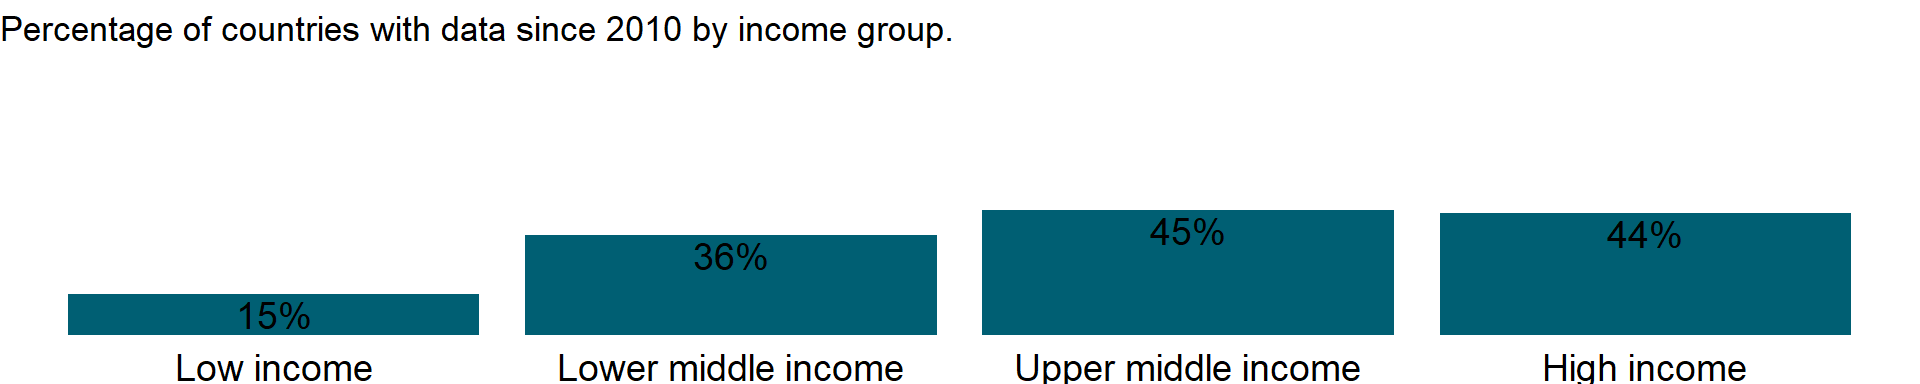 Percentage of countries with data since 2010 by income group.
45%
44%
36%
15%
Low income Lower middle income Upper middle income High income